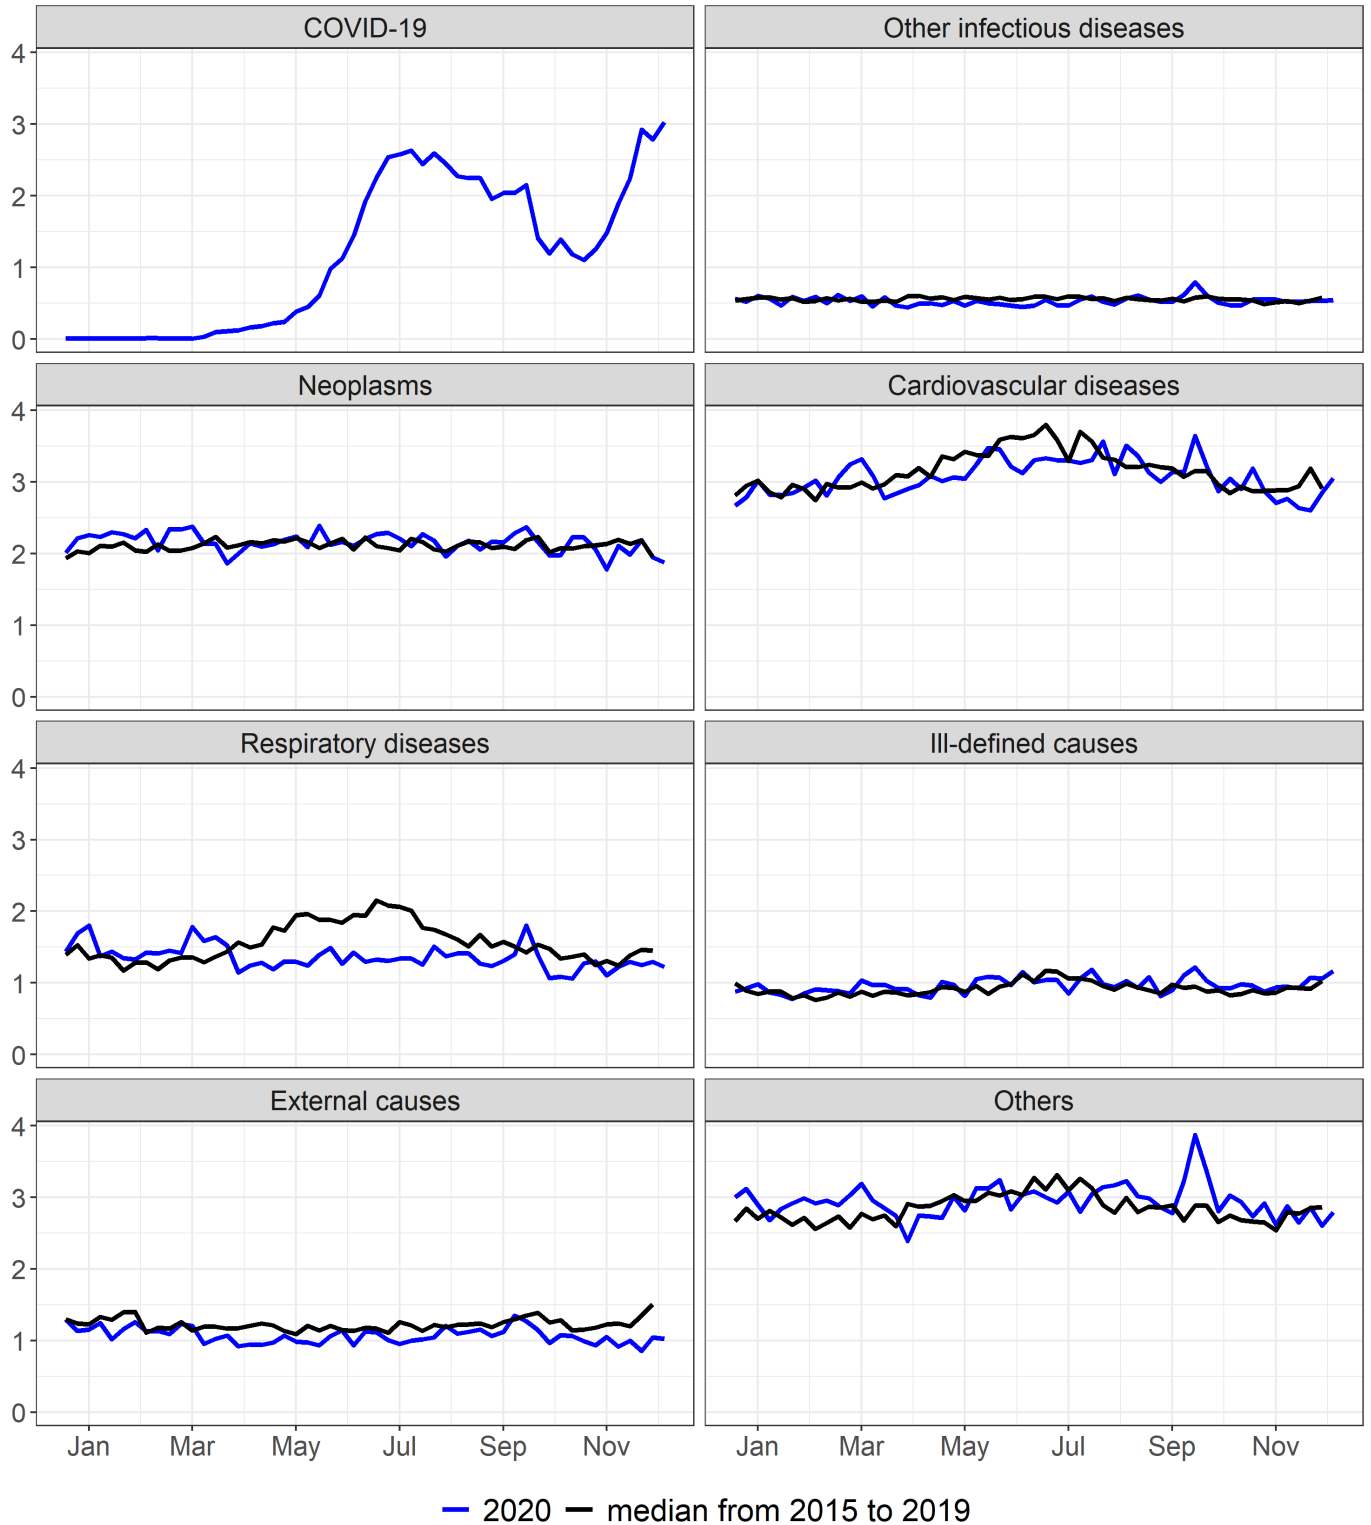 COVID-19
Other infectious diseases
4
3
2
1
0
Neoplasms
Cardiovascular diseases
4
3
2
1
0
Respiratory diseases
Ill-defined causes
4
3
2
1
0
External causes
Others
4
3
2
1
0
Jan Mar May Jul Sep Nov
Jan Mar May Jul Sep Nov
2020 median from 2015 to 2019